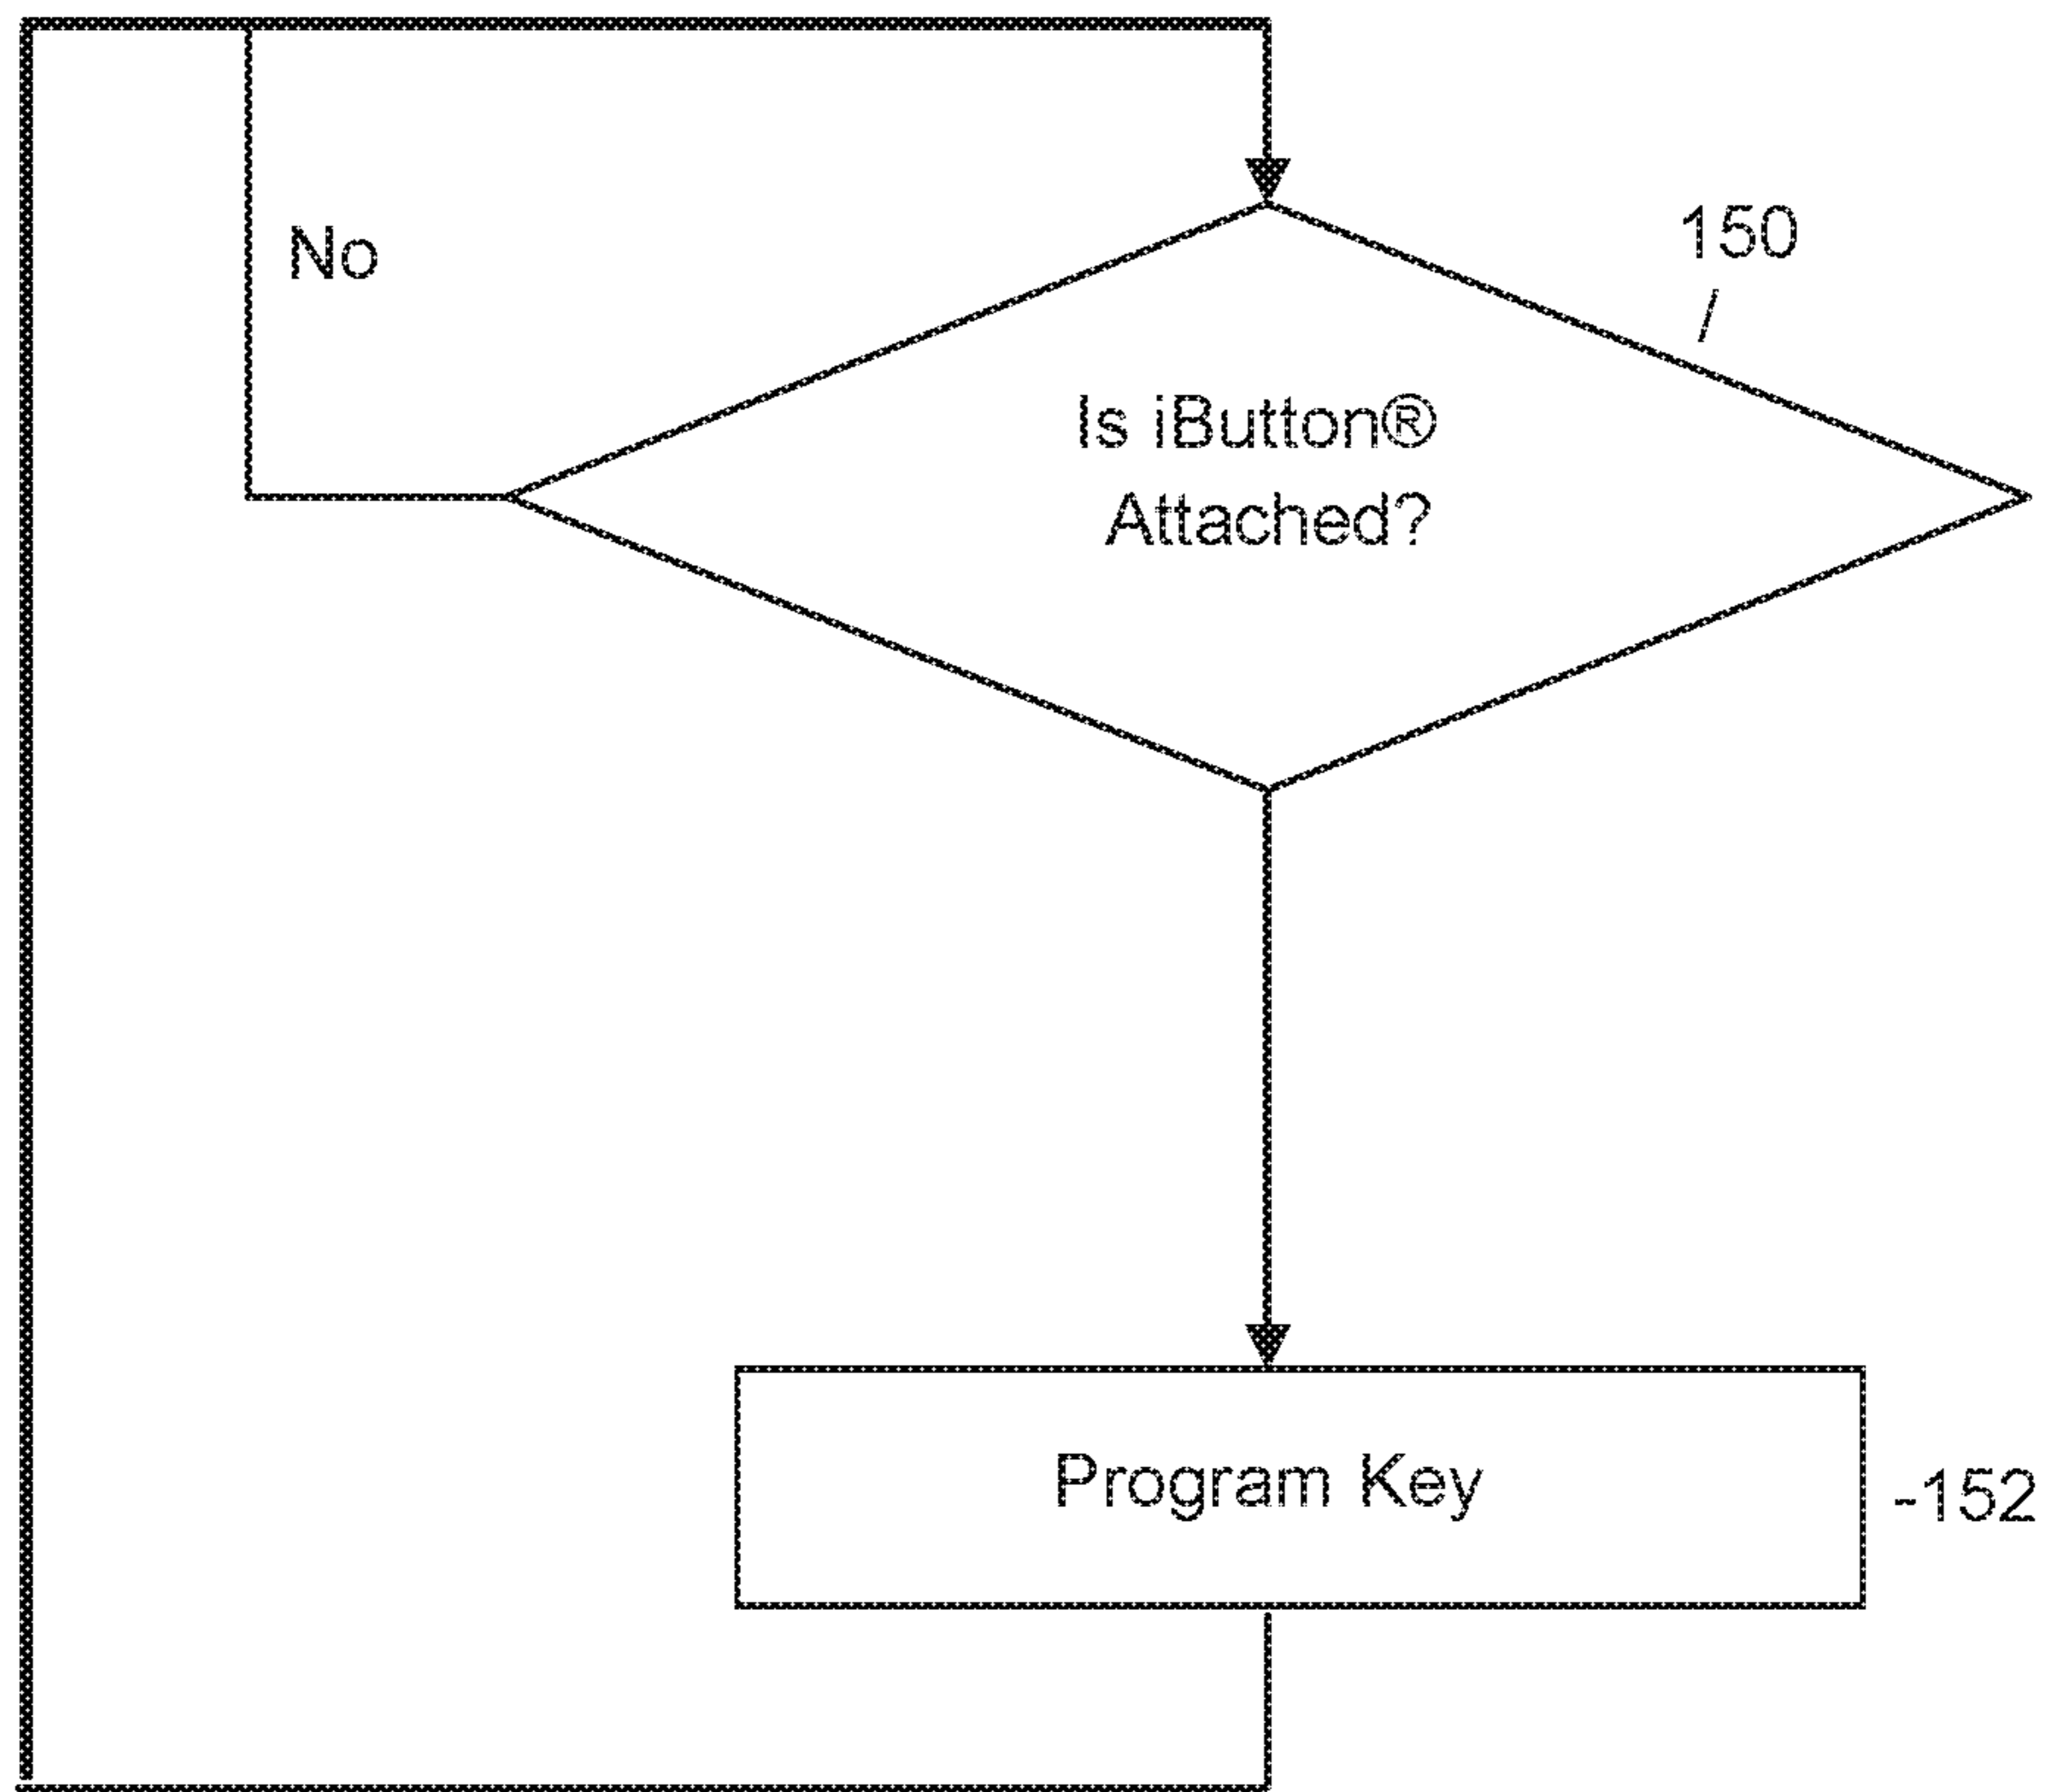 No
150
Is iButton®
Attached?
Program Key
-152